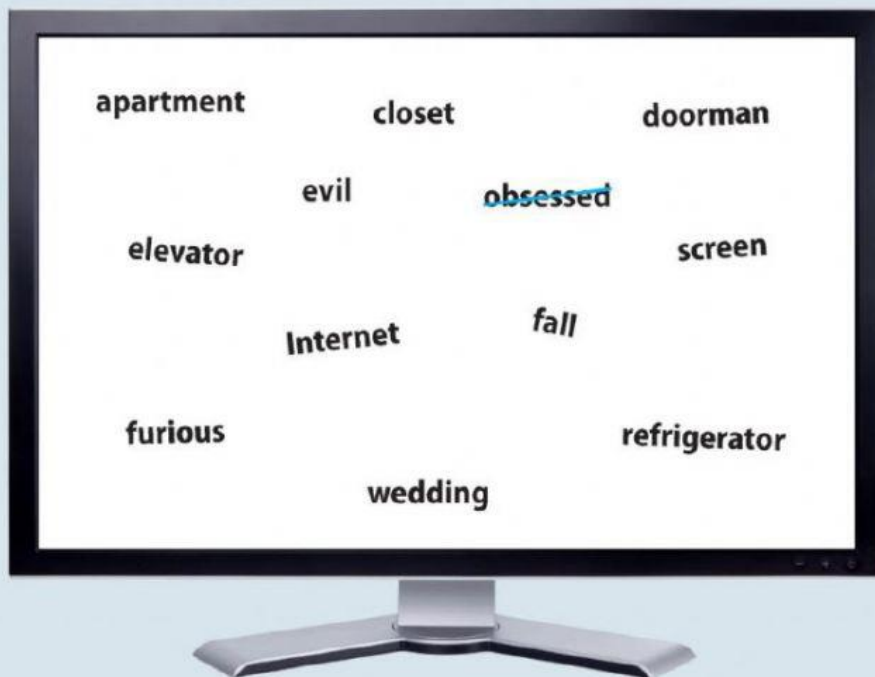 apartment closet doorman
evil obsessed
elevator screen
Internet fall
furious refrigerator
wedding